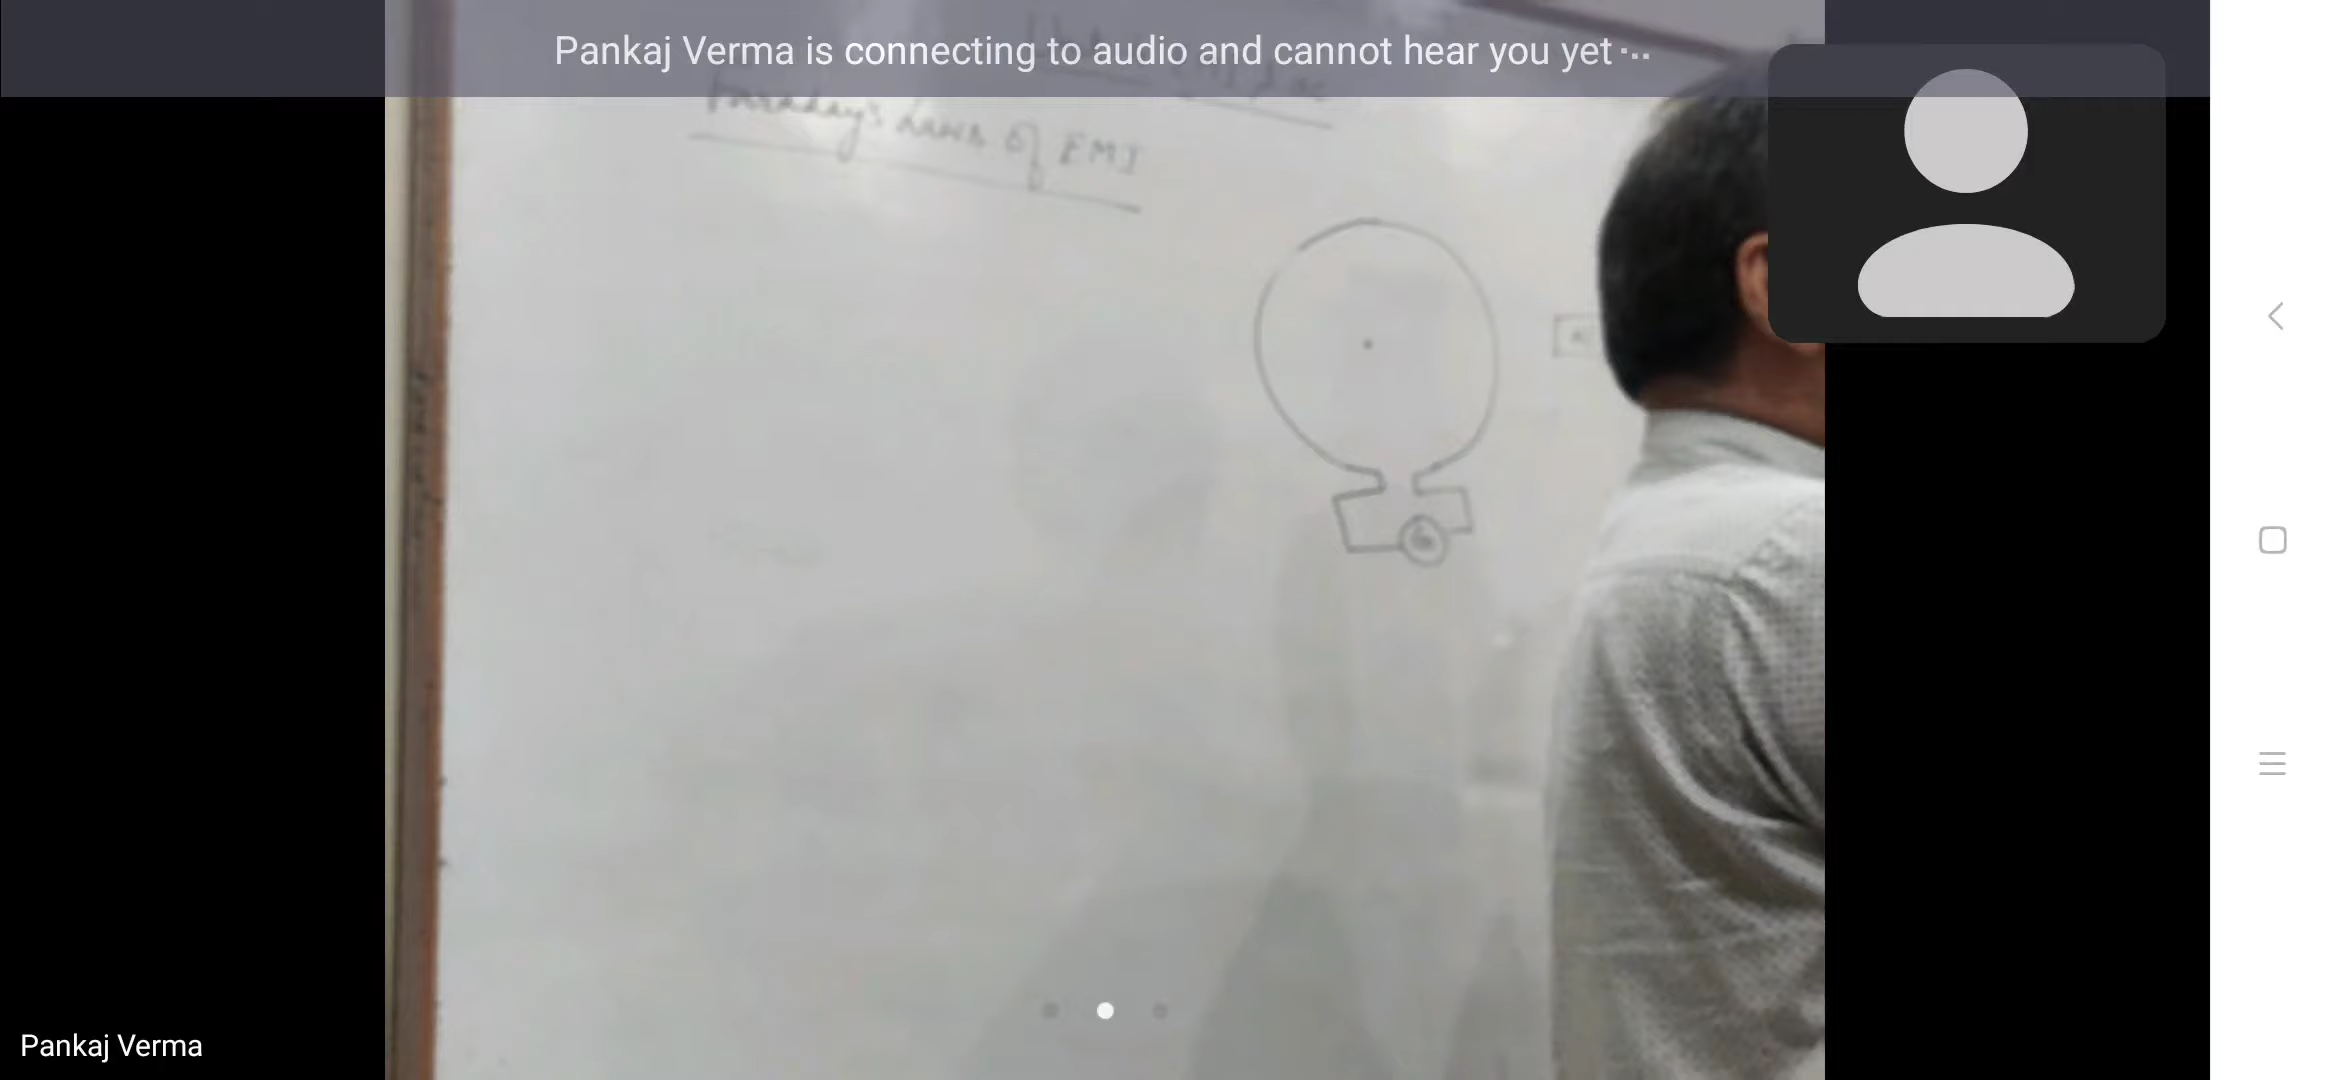 Pankaj Verma is connecting to audio and cannot hear you yet
Faraday's Laws of EMI
G
Pankaj Verma